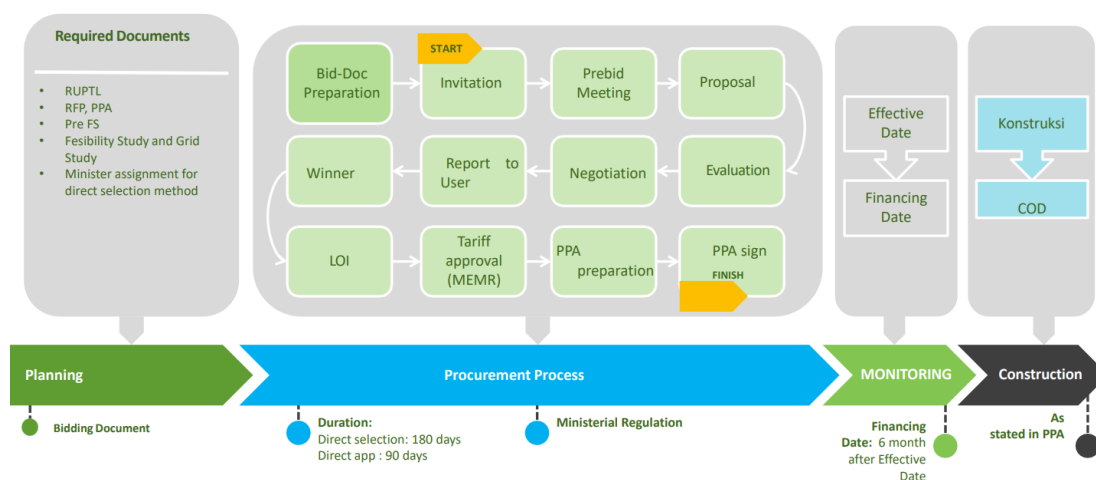 Required Documents
• RUPTL
• RFP, PPA
• Pre FS
• Fesibility Study and Grid
Study
• Minister assignment for
direct selection method
Bid-Doc
Preparation
START
Invitation
Prebid
Meeting
Proposal
Winner
Report to
User
Negotiation
Evaluation
LOI
Tariff
approval
(MEMR)
PPA
preparation
PPA sign
FINISH
Effective
Date
Financing
Date
Konstruksi
COD
Planning
Procurement Process
MONITORING
Construction
Bidding Document
Duration:
Direct selection: 180 days
Direct app : 90 days
Ministerial Regulation
Financing
Date: 6 month
after Effective
Date
As
stated in PPA